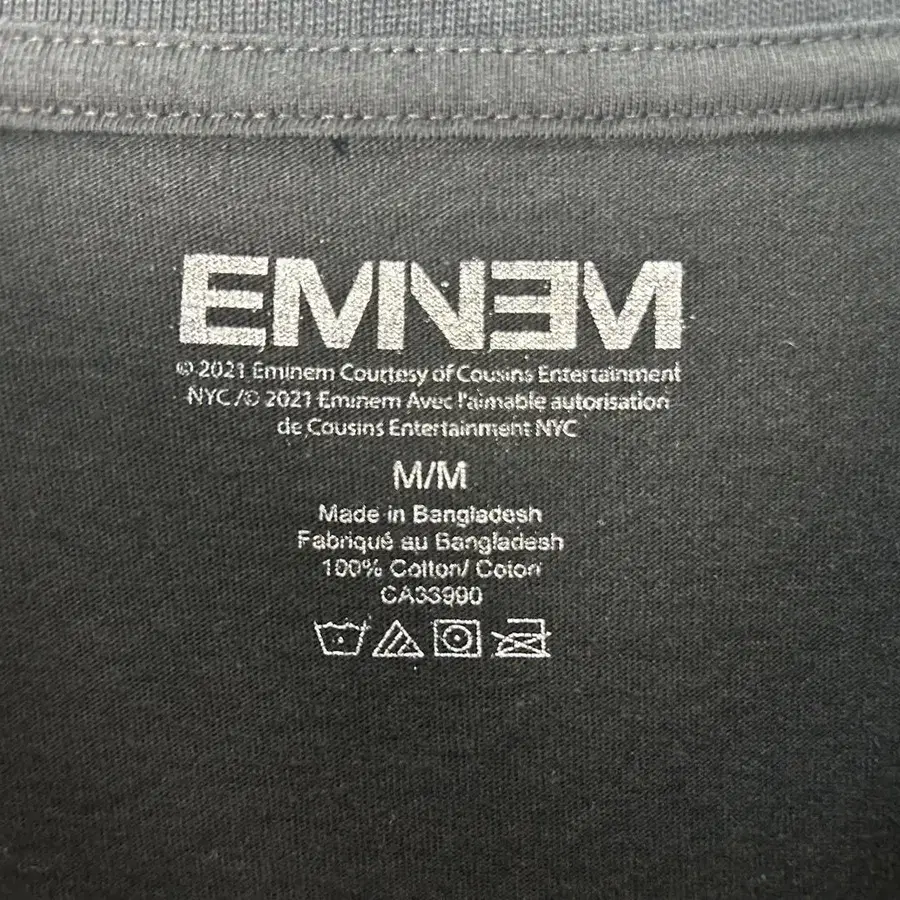 EMINEM
© 2021 Eminem Courtesy of Cousins Entertainment
NYC /© 2021 Eminem Avec l'aimable autorisation
de Cousins Entertainment NYC
M/M
Made in Bangladesh
Fabriqué au Bangladesh
100% Cotton/ Coton
CA33990